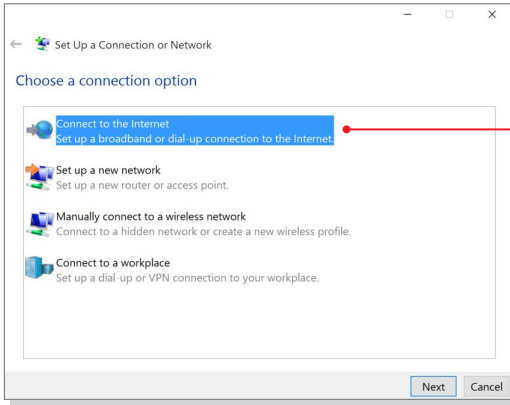 Set Up a Connection or Network
Choose a connection option
Connect to the Internet
Set up a broadband or dial-up connection to the Internet.
Set up a new network
Set up a new router or access point.
Manually connect to a wireless network
Connect to a hidden network or create a new wireless profile.
Connect to a workplace
Set up a dial-up or VPN connection to your workplace.
Next Cancel